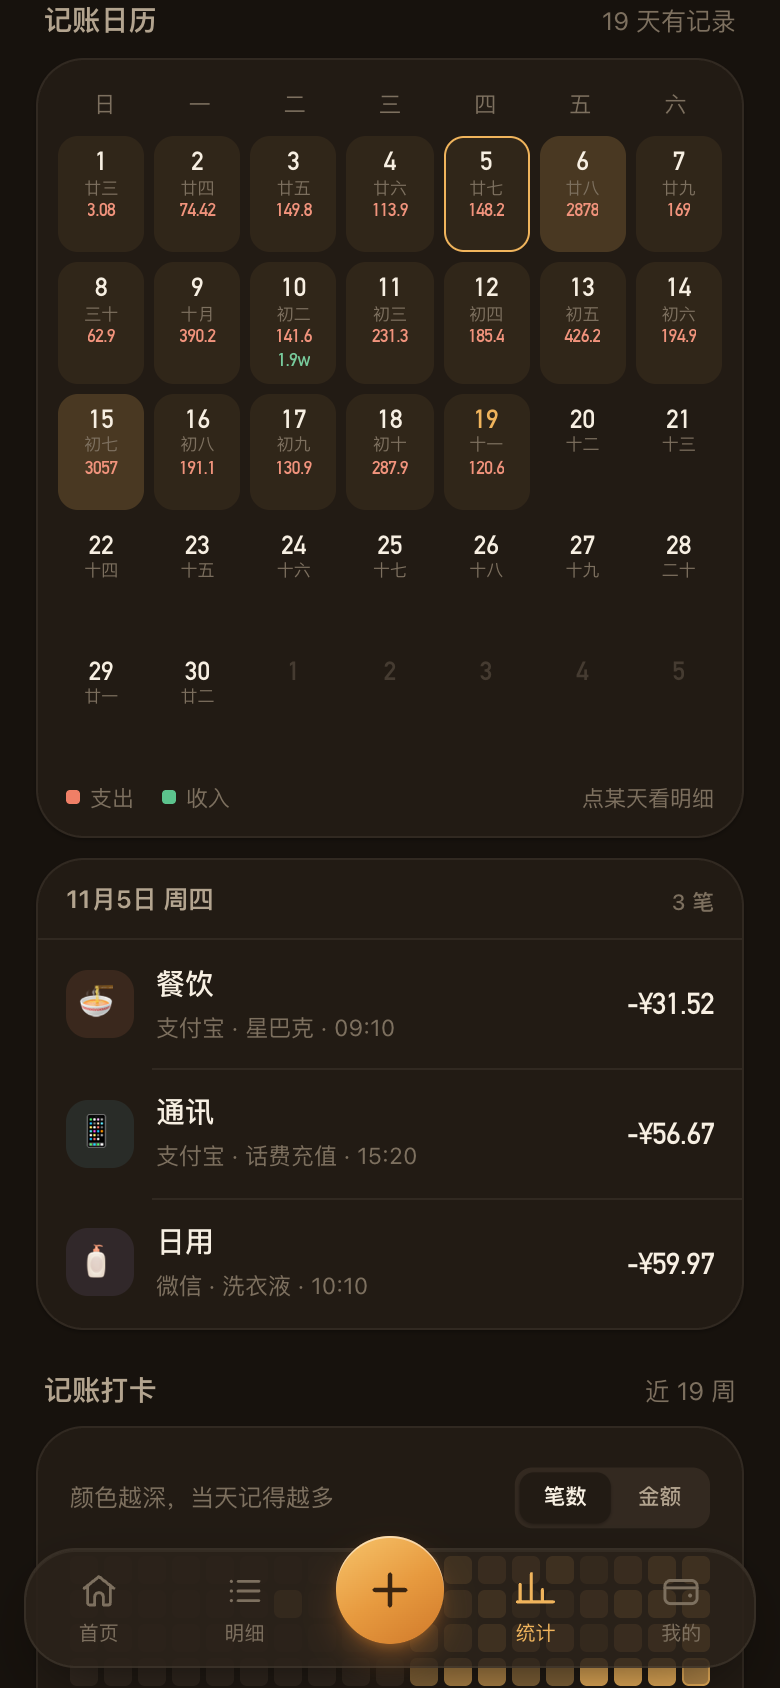 记账日历 19 天有记录
日 一 二 三 四 五 六
1 2 3 4 5 6 7
廿三 廿四 廿五 廿六 廿七 廿八 廿九
3.08 74.42 149.8 113.9 148.2 2878 169
8 9 10 11 12 13 14
三十 十月 初二 初三 初四 初五 初六
62.9 390.2 141.6 231.3 185.4 426.2 194.9
1.9w
15 16 17 18 19 20 21
初七 初八 初九 初十 十一 十二 十三
3057 191.1 130.9 287.9 120.6
22 23 24 25 26 27 28
十四 十五 十六 十七 十八 十九 二十
29 30 1 2 3 4 5
廿一 廿二
支出 收入 点某天看明细
11月5日 周四 3 笔
餐饮
支付宝 · 星巴克 · 09:10 -¥31.52
通讯
支付宝 · 话费充值 · 15:20 -¥56.67
日用
微信 · 洗衣液 · 10:10 -¥59.97
记账打卡 近 19 周
颜色越深，当天记得越多 笔数 金额
首页 明细 统计 我的